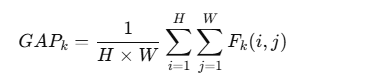 GAP_k = \frac{1}{H \times W} \sum_{i=1}^{H} \sum_{j=1}^{W} F_k(i, j)